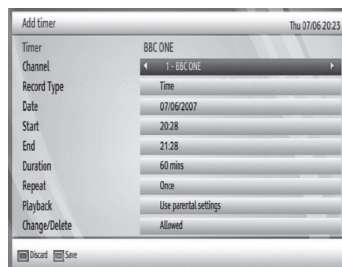 Add timer Thu 07/06 20:23
Timer BBC ONE
Channel 1 - BBC ONE
Record Type Time
Date 07/06/2007
Start 20:28
End 21:28
Duration 60 mins
Repeat Once
Playback Use parental settings
Change/Delete Allowed
Discard Save